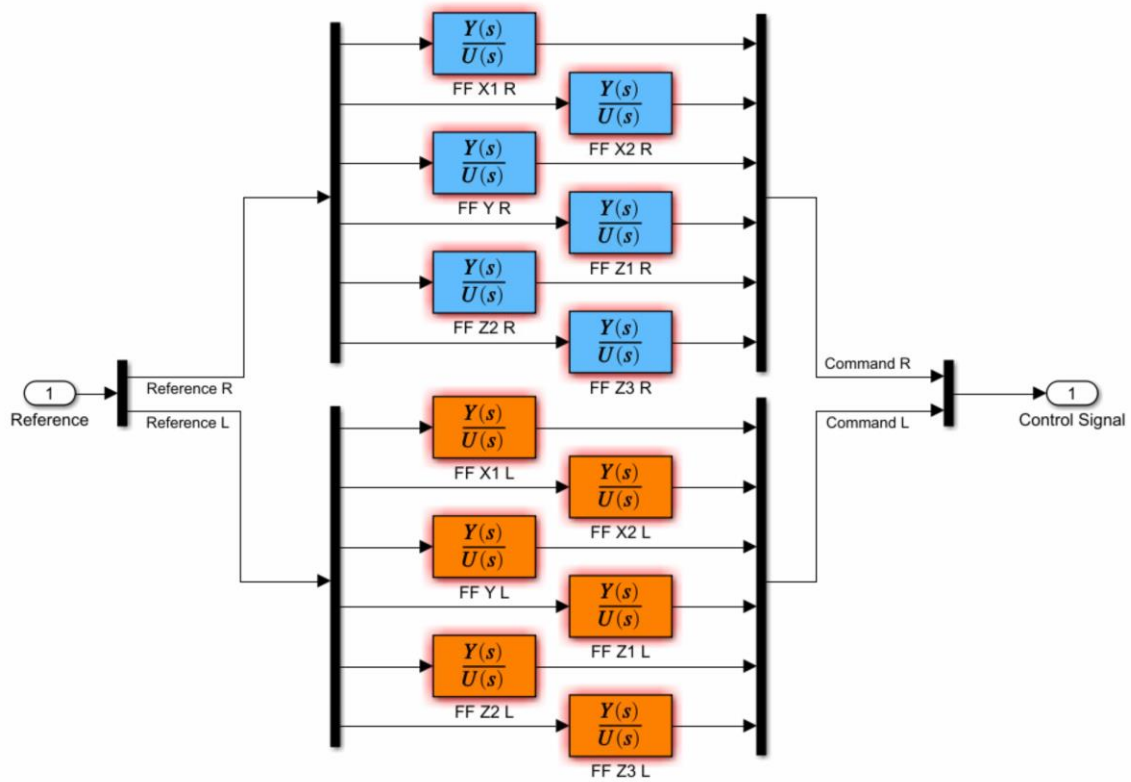 Y(s)
U(s)
FF X1 R
Y(s)
U(s)
FF X2 R
Y(s)
U(s)
FF Y R
Y(s)
U(s)
FF Z1 R
Y(s)
U(s)
FF Z2 R
Y(s)
U(s)
FF Z3 R
1
Reference
Reference R
Reference L
Y(s)
U(s)
FF X1 L
Y(s)
U(s)
FF X2 L
Y(s)
U(s)
FF Y L
Y(s)
U(s)
FF Z1 L
Y(s)
U(s)
FF Z2 L
Y(s)
U(s)
FF Z3 L
Command R
Command L
1
Control Signal